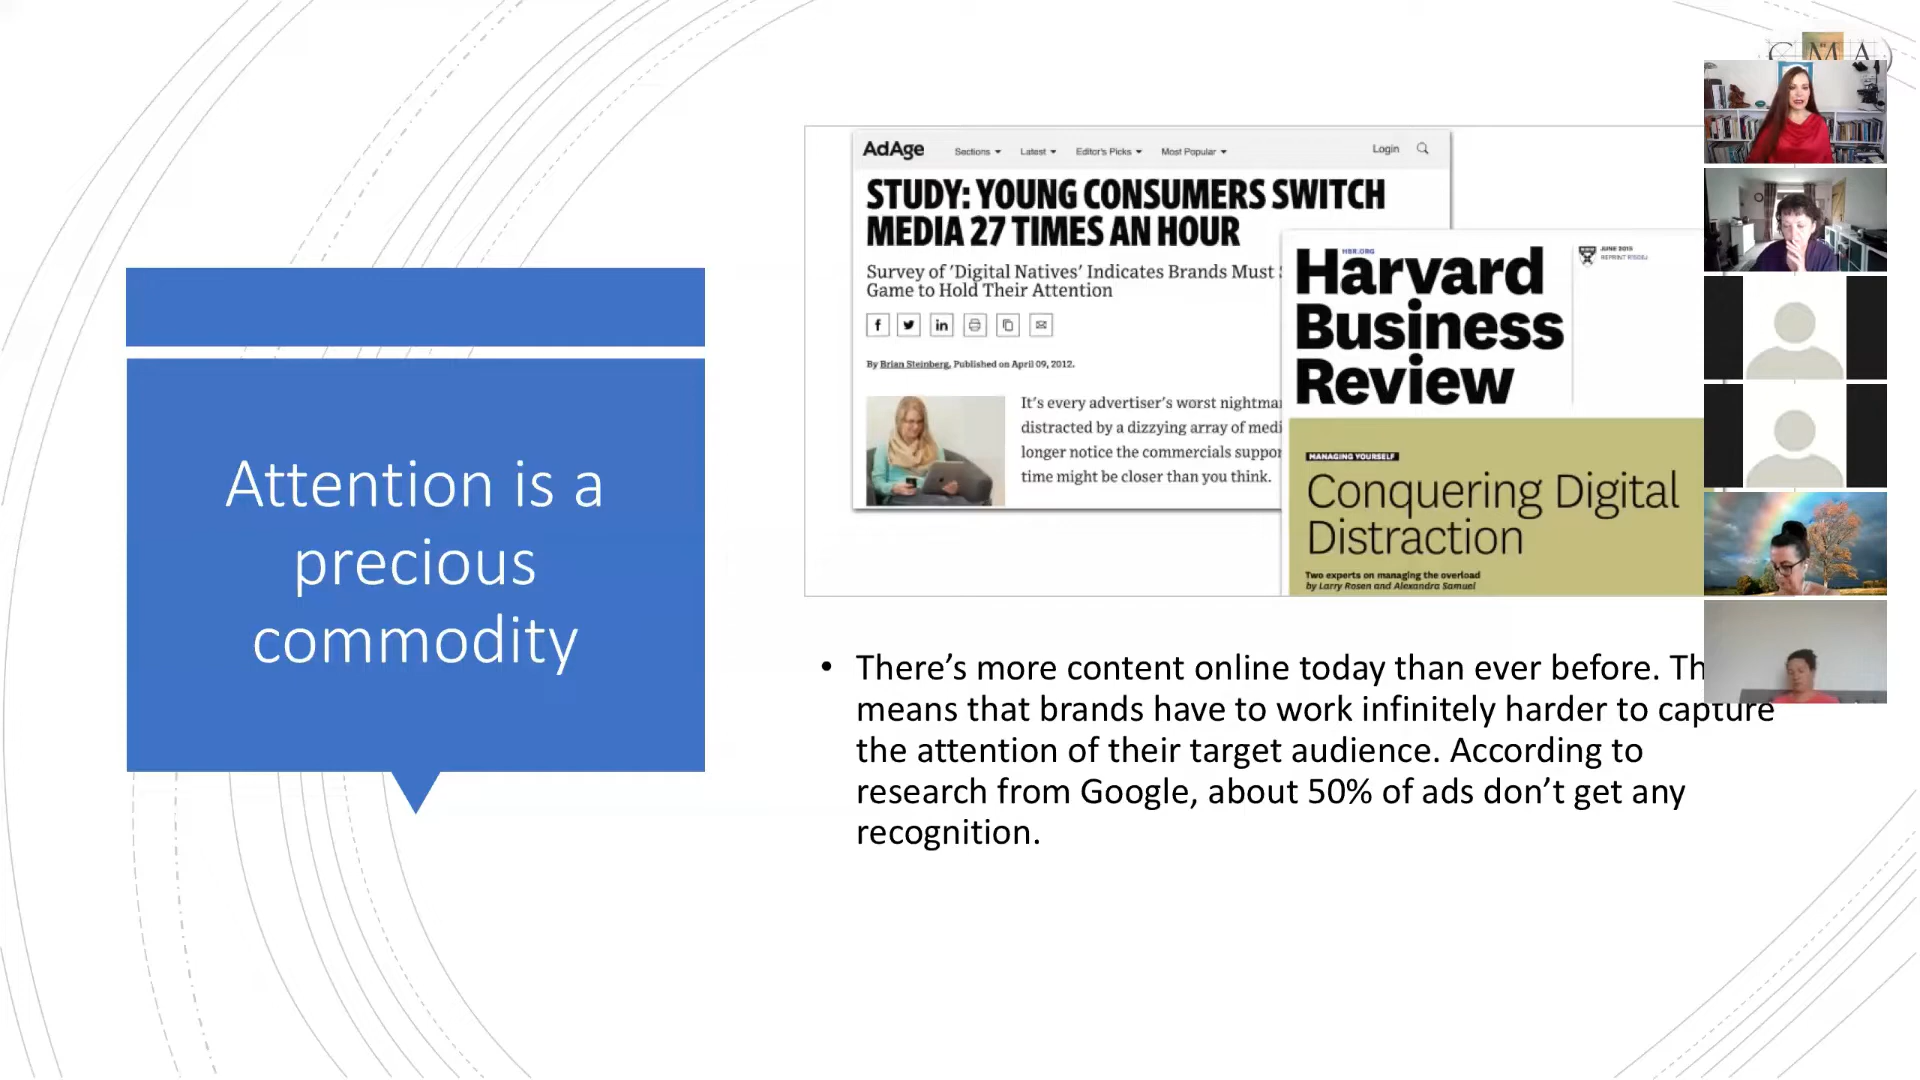 CMA
Attention is a
precious
commodity
AdAge
Sections
Latest
Editor's Picks
Most Popular
Login
STUDY: YOUNG CONSUMERS SWITCH
MEDIA 27 TIMES AN HOUR
Survey of 'Digital Natives' Indicates Brands Must
Game to Hold Their Attention
By Brian Steinberg, Published on April 09, 2012.
It's every advertiser's worst
distracted by a dizzying array of
longer notice the commercials
time might be closer than you think.
HBR.ORG
Harvard
Business
Review
JUNE 2015
REPRINT
MANAGING YOURSELF
Conquering Digital
Distraction
Two experts on managing the overload
by Larry Rosen and Alexandra Samuel
• There's more content online today than ever before.
means that brands have to work infinitely harder to capture
the attention of their target audience. According to
research from Google, about 50% of ads don't get any
recognition.